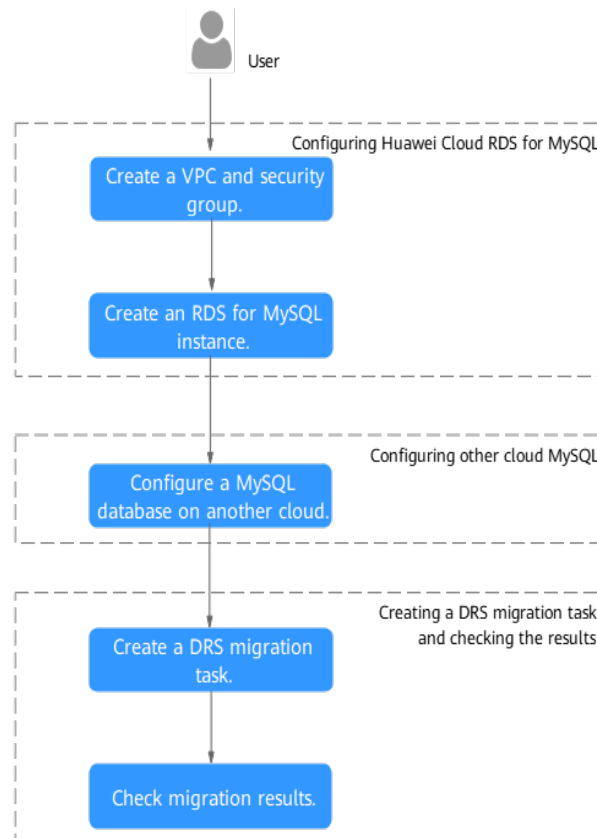 User
Configuring Huawei Cloud RDS for MySQL
Create a VPC and security
group.
Create an RDS for MySQL
instance.
Configuring other cloud MySQL
Configure a MySQL
database on another cloud.
Creating a DRS migration task
and checking the results
Create a DRS migration
task.
Check migration results.